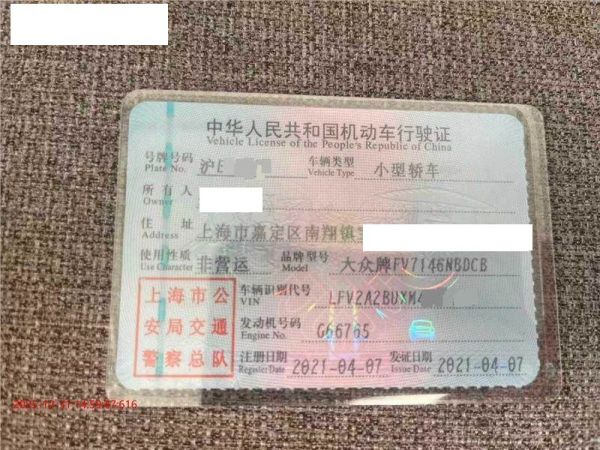 中华人民共和国机动车行驶证
Vehicle License of the People's Republic of China
号牌号码 沪E 车辆类型 小型轿车
Plate No. Vehicle Type
所有人
Owner
住址 上海市嘉定区南翔镇
Address
使用性质 非营运 品牌型号 大众牌FV7146NBDCB
Use Character Model
车辆识别代号 LFV2A2BUXM4
VIN
上海市公安局交通警察总队
发动机号码 G66765
Engine No.
注册日期 2021-04-07 发证日期 2021-04-07
Register Date Issue Date